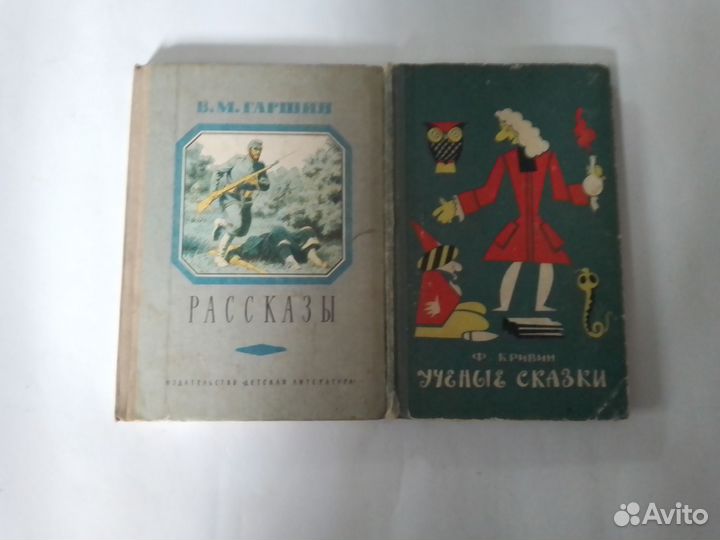 В. М. ГАРШИН
РАССКАЗЫ
ИЗДАТЕЛЬСТВО «ДЕТСКАЯ ЛИТЕРАТУРА»
Ф. КРИВИН
УЧЕНЫЕ СКАЗКИ
Avito